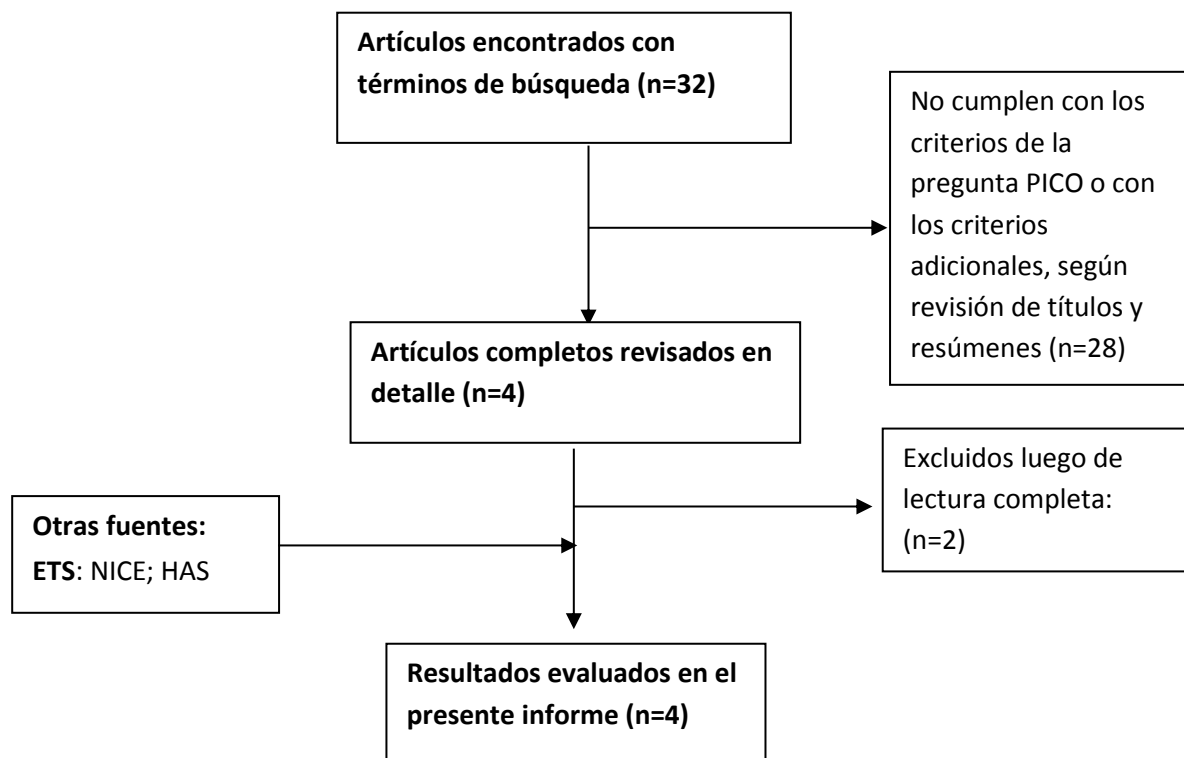 Artículos encontrados con
términos de búsqueda (n=32)
No cumplen con los
criterios de la
pregunta PICO o con
los criterios
adicionales, según
revisión de títulos y
resúmenes (n=28)
Artículos completos revisados en
detalle (n=4)
Excluidos luego de
lectura completa:
(n=2)
Otras fuentes:
ETS: NICE; HAS
Resultados evaluados en el
presente informe (n=4)